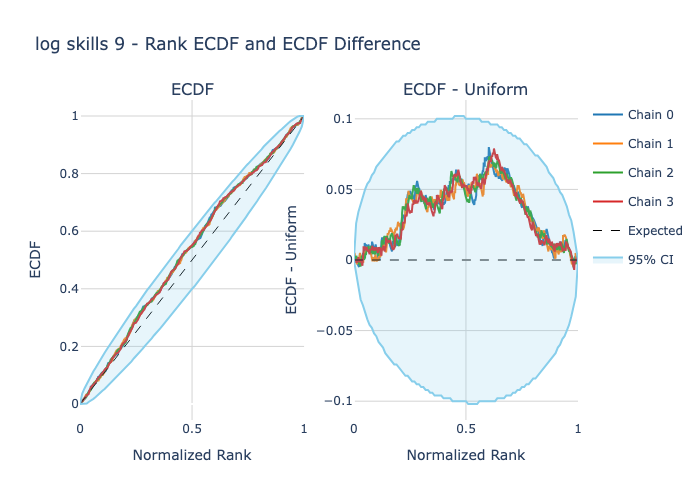 log skills 9 - Rank ECDF and ECDF Difference
ECDF
ECDF - Uniform
1
0.8
0.6
0.4
0.2
0
ECDF
0
0.5
1
Normalized Rank
0.1
0.05
0
−0.05
−0.1
ECDF - Uniform
0
0.5
1
Normalized Rank
Chain 0
Chain 1
Chain 2
Chain 3
Expected
95% CI